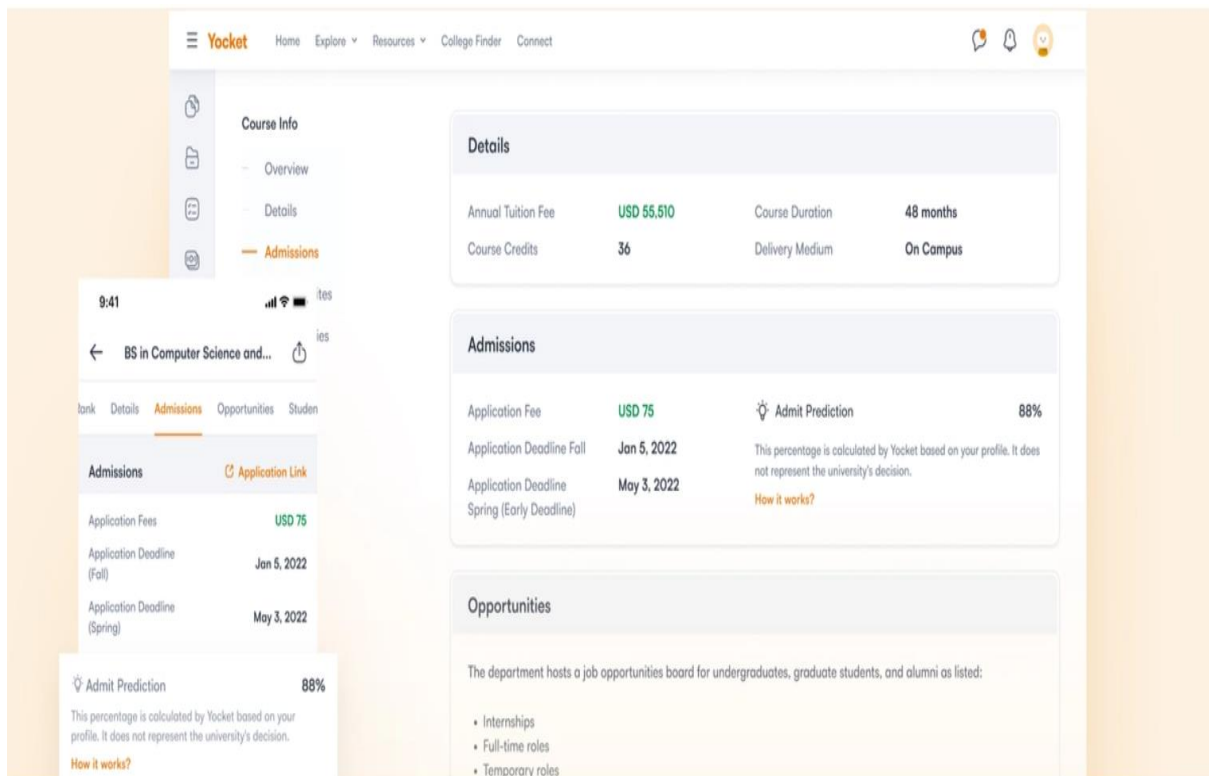 Yocket Home Explore Resources College Finder Connect
Course Info
Overview
Details
Admissions
tes
ies
Details
Annual Tuition Fee USD 55,510 Course Duration 48 months
Course Credits 36 Delivery Medium On Campus
Admissions
Application Fee USD 75 Admit Prediction 88%
Application Deadline Fall Jan 5, 2022
This percentage is calculated by Yocket based on your profile. It does
not represent the university's decision.
Application Deadline May 3, 2022
Spring (Early Deadline)
How it works?
Opportunities
The department hosts a job opportunities board for undergraduates, graduate students, and alumni as listed:
• Internships
• Full-time roles
• Temporary roles
9:41
BS in Computer Science and...
Details Admissions Opportunities Studen
Admissions Application Link
Application Fees USD 75
Application Deadline
(Fall)
Jan 5, 2022
Application Deadline
(Spring)
May 3, 2022
Admit Prediction 88%
This percentage is calculated by Yocket based on your
profile. It does not represent the university's decision.
How it works?